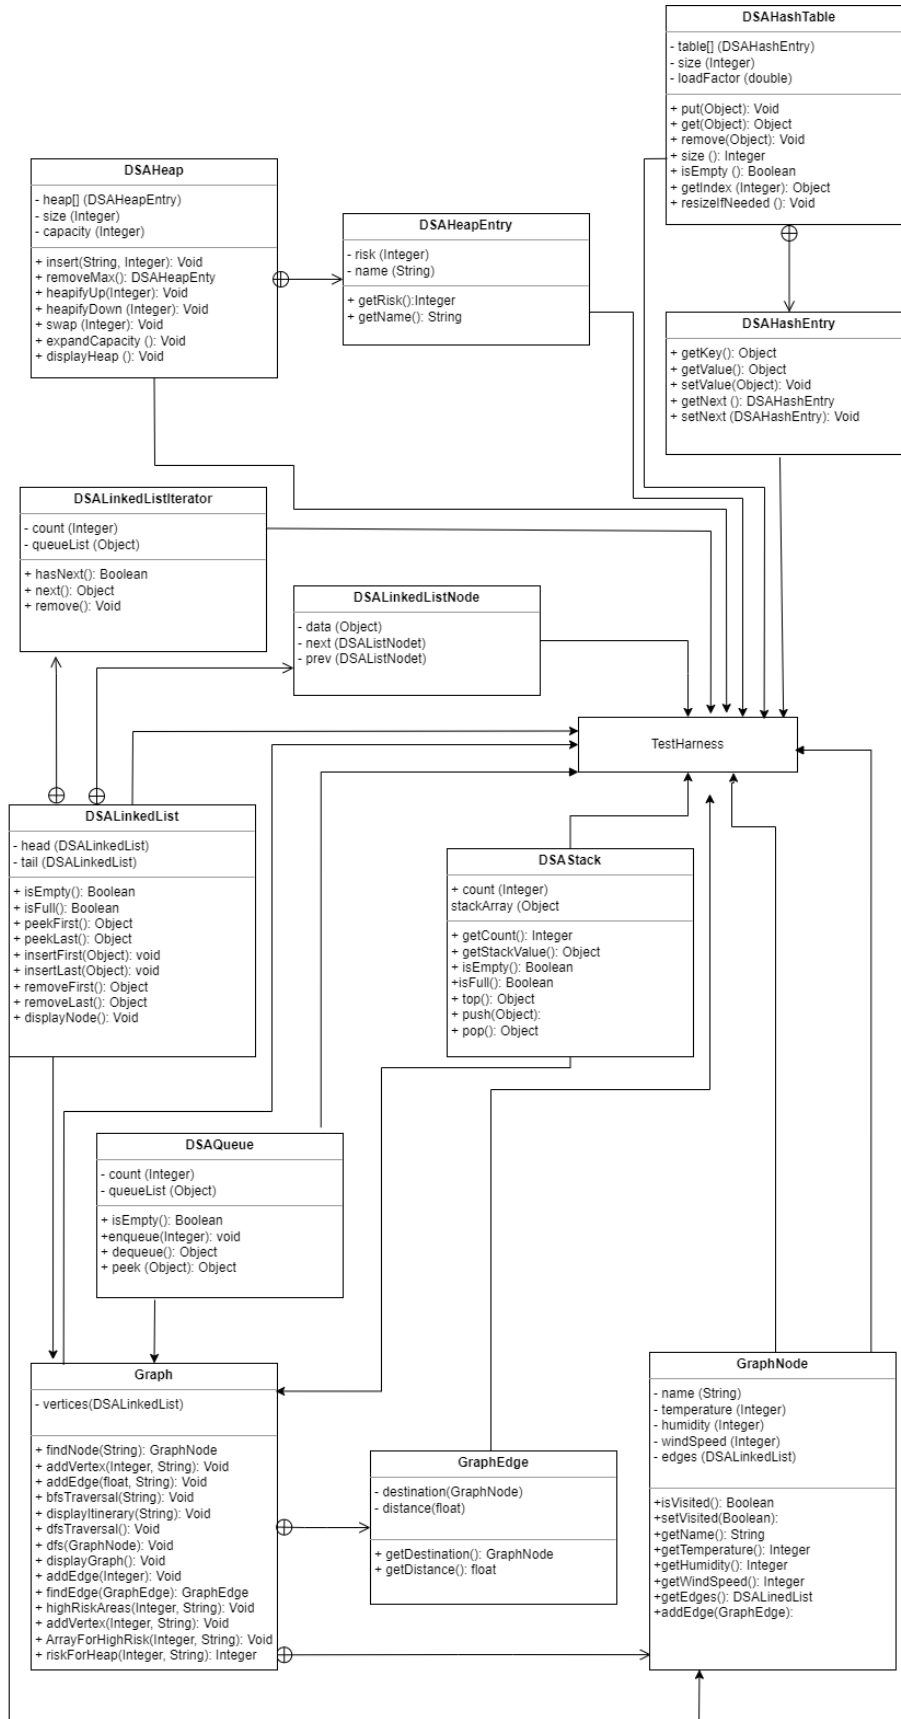 DSAHashTable
- table[] (DSAHashEntry)
- size (Integer)
- loadFactor (double)
+ put(Object): Void
+ get(Object): Object
+ remove(Object): Void
+ size (): Integer
+ isEmpty (): Boolean
+ getIndex (Integer): Object
+ resizeIfNeeded (): Void
DSAHeap
- heap[] (DSAHeapEntry)
- size (Integer)
- capacity (Integer)
+ insert(String, Integer): Void
+ removeMax(): DSAHeapEnty
+ heapifyUp(Integer): Void
+ heapifyDown (Integer): Void
+ swap (Integer): Void
+ expandCapacity (): Void
+ displayHeap (): Void
DSAHeapEntry
- risk (Integer)
- name (String)
+ getRisk():Integer
+ getName(): String
DSAHashEntry
+ getKey(): Object
+ getValue(): Object
+ setValue(Object): Void
+ getNext (): DSAHashEntry
+ setNext (DSAHashEntry): Void
DSALinkedListIterator
- count (Integer)
- queueList (Object)
+ hasNext(): Boolean
+ next(): Object
+ remove(): Void
DSALinkedListNode
- data (Object)
- next (DSAListNodet)
- prev (DSAListNodet)
TestHarness
DSALinkedList
- head (DSALinkedList)
- tail (DSALinkedList)
+ isEmpty(): Boolean
+ isFull(): Boolean
+ peekFirst(): Object
+ peekLast(): Object
+ insertFirst(Object): void
+ insertLast(Object): void
+ removeFirst(): Object
+ removeLast(): Object
+ displayNode(): Void
DSAStack
+ count (Integer)
stackArray (Object
+ getCount(): Integer
+ getStackValue(): Object
+ isEmpty(): Boolean
+isFull(): Boolean
+ top(): Object
+ push(Object):
+ pop(): Object
DSAQueue
- count (Integer)
- queueList (Object)
+ isEmpty(): Boolean
+enqueue(Integer): void
+ dequeue(): Object
+ peek (Object): Object
Graph
- vertices(DSALinkedList)
+ findNode(String): GraphNode
+ addVertex(Integer, String): Void
+ addEdge(float, String): Void
+ bfsTraversal(String): Void
+ displayItinerary(String): Void
+ dfsTraversal(): Void
+ dfs(GraphNode): Void
+ displayGraph(): Void
+ addEdge(Integer): Void
+ findEdge(GraphEdge): GraphEdge
+ highRiskAreas(Integer, String): Void
+ addVertex(Integer, String): Void
+ ArrayForHighRisk(Integer, String): Void
+ riskForHeap(Integer, String): Integer
GraphEdge
- destination(GraphNode)
- distance(float)
+ getDestination(): GraphNode
+ getDistance(): float
GraphNode
- name (String)
- temperature (Integer)
- humidity (Integer)
- windSpeed (Integer)
- edges (DSALinkedList)
+isVisited(): Boolean
+setVisited(Boolean):
+getName(): String
+getTemperature(): Integer
+getHumidity(): Integer
+getWindSpeed(): Integer
+getEdges(): DSALinedList
+addEdge(GraphEdge):